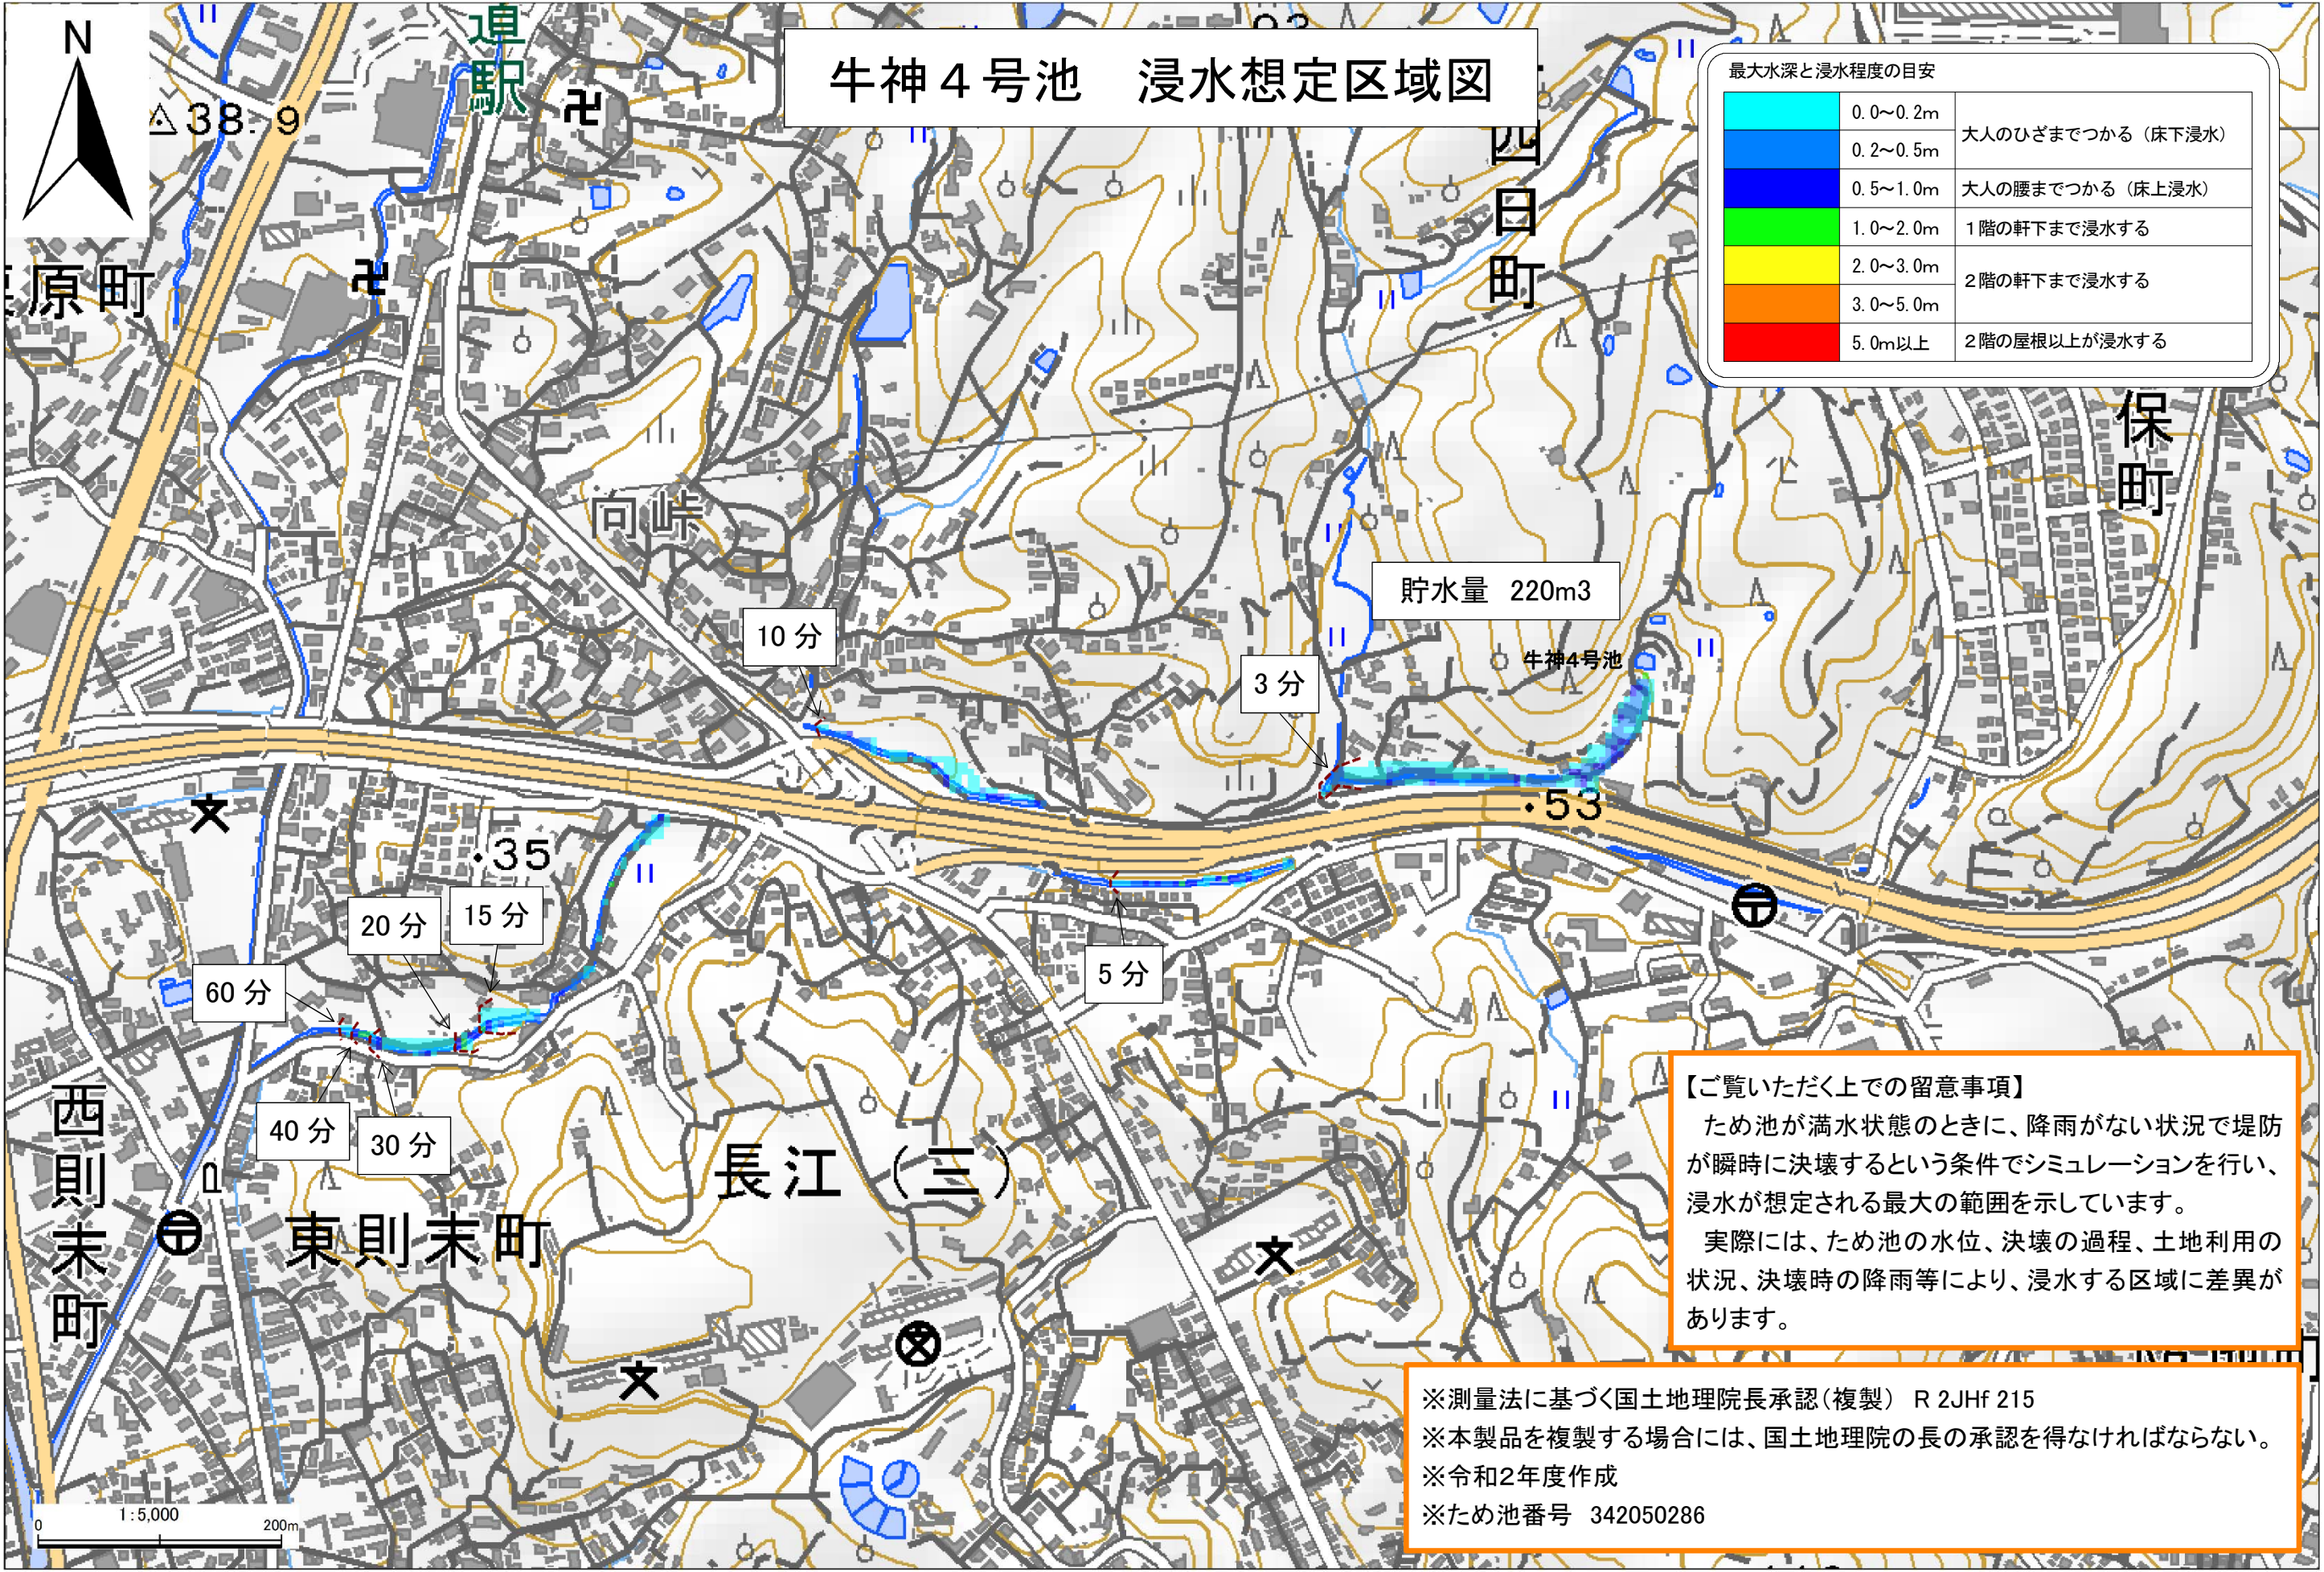 牛神４号池　浸水想定区域図
N
道駅
38.9
原町
西日町
保町
向峠
最大水深と浸水程度の目安
0.0～0.2m
大人のひざまでつかる（床下浸水）
0.2～0.5m
0.5～1.0m 大人の腰までつかる（床上浸水）
1.0～2.0m １階の軒下まで浸水する
2.0～3.0m
２階の軒下まで浸水する
3.0～5.0m
5.0m以上 ２階の屋根以上が浸水する
貯水量 220m3
牛神4号池
10 分
3 分
・53
・35
20 分
15 分
5 分
60 分
40 分
30 分
長江（三）
西則末町
東則末町
【ご覧いただく上での留意事項】
ため池が満水状態のときに、降雨がない状況で堤防
が瞬時に決壊するという条件でシミュレーションを行い、
浸水が想定される最大の範囲を示しています。
実際には、ため池の水位、決壊の過程、土地利用の
状況、決壊時の降雨等により、浸水する区域に差異が
あります。
※測量法に基づく国土地理院長承認（複製） R 2JHf 215
※本製品を複製する場合には、国土地理院の長の承認を得なければならない。
※令和２年度作成
※ため池番号 342050286
1:5,000
0 200m